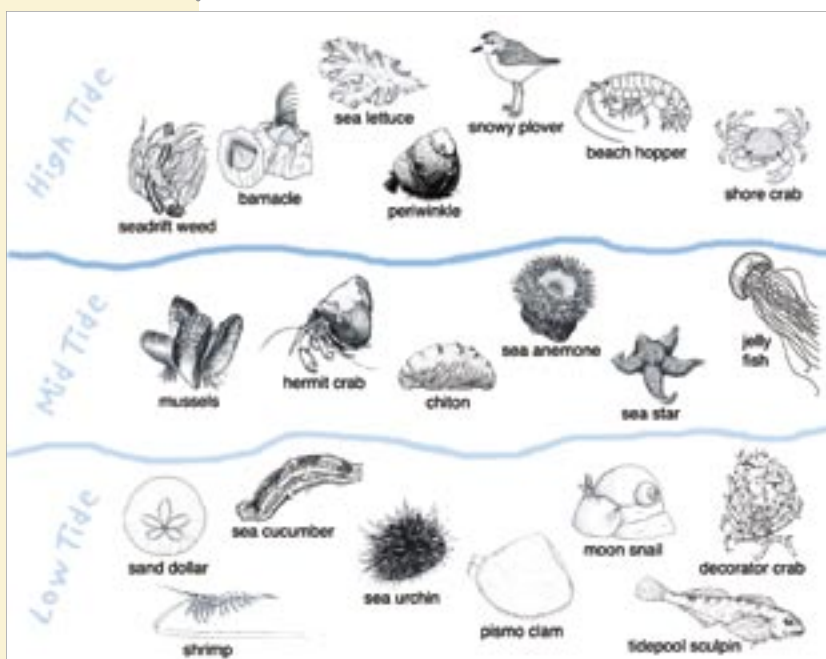 High Tide
sea lettuce
snowy plover
beach hopper
shore crab
barnacle
periwinkle
seadrift weed
Mid Tide
mussels
hermit crab
chiton
sea anemone
sea star
jelly
fish
Low Tide
sand dollar
sea cucumber
sea urchin
moon snail
decorator crab
shrimp
pismo clam
tidepool sculpin